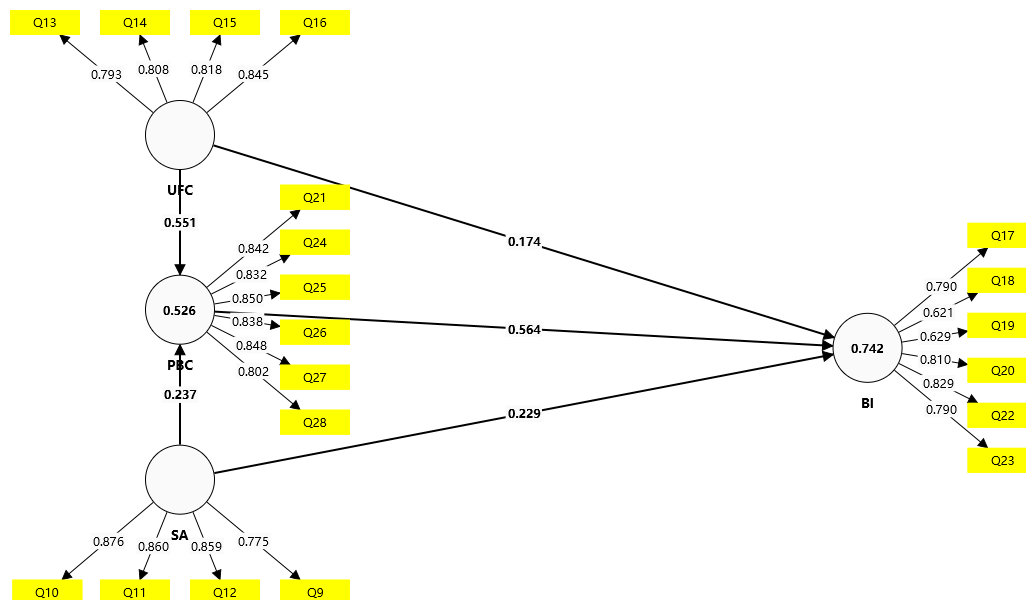 Q13 Q14 Q15 Q16
0.793 0.808 0.818 0.845
UFC
0.551
Q21
0.842
Q24
0.832
Q25
0.850
0.526
Q26
0.838
PBC
Q27
0.848
Q28
0.802
0.237
0.174
0.564
0.229
SA
0.876 0.860 0.859 0.775
Q10 Q11 Q12 Q9
0.742
BI
Q17
0.790
Q18
0.621
Q19
0.629
Q20
0.810
Q22
0.829
Q23
0.790